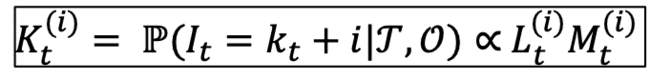 K_t^{(i)} = ℙ(I_t = k_t + i|𝒯, 𝒪) ∝ L_t^{(i)} M_t^{(i)}